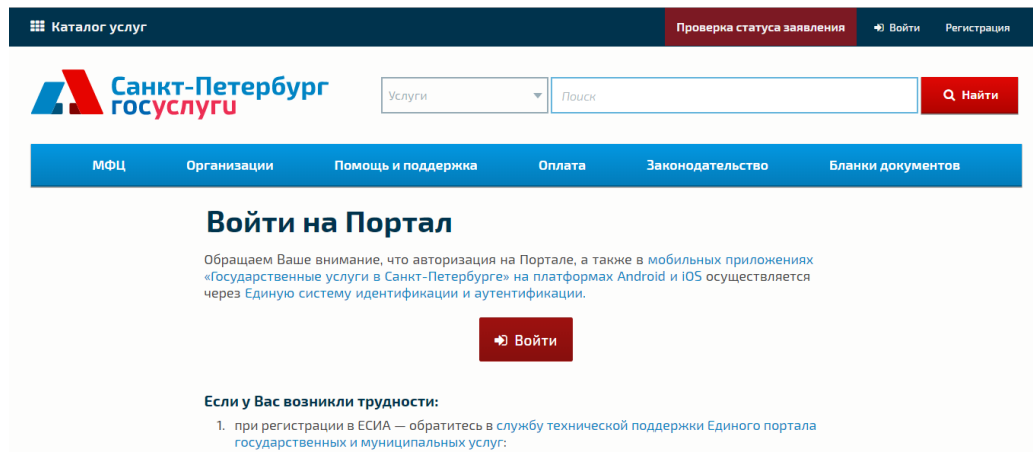 Каталог услуг
Проверка статуса заявления
Войти
Регистрация
Санкт-Петербург
госуслуги
Услуги
Поиск
Найти
МФЦ
Организации
Помощь и поддержка
Оплата
Законодательство
Бланки документов
Войти на Портал
Обращаем Ваше внимание, что авторизация на Портале, а также в мобильных приложениях
«Государственные услуги в Санкт-Петербурге» на платформах Android и iOS осуществляется
через Единую систему идентификации и аутентификации.
Войти
Если у Вас возникли трудности:
1. при регистрации в ЕСИА — обратитесь в службу технической поддержки Единого портала
государственных и муниципальных услуг: